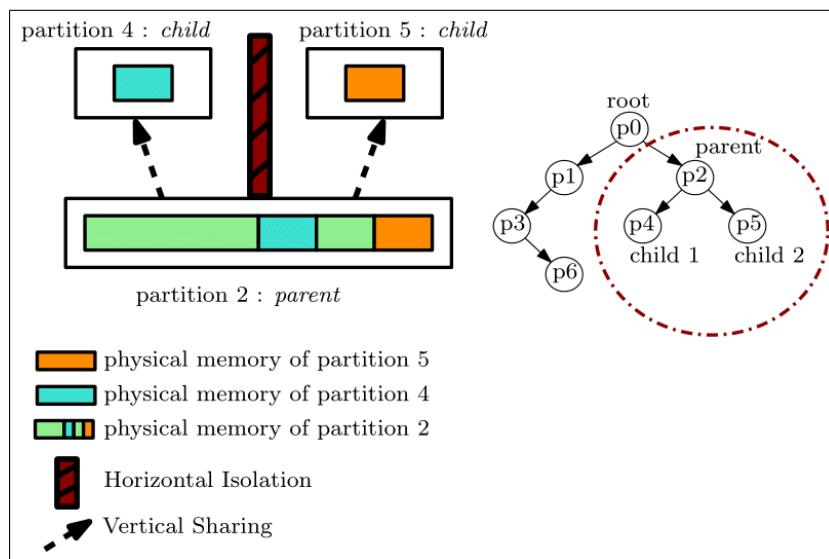 partition 4 : child
partition 5 : child
partition 2 : parent
root
p0
parent
p1
p2
p3
p4
p5
child 1
child 2
p6
physical memory of partition 5
physical memory of partition 4
physical memory of partition 2
Horizontal Isolation
Vertical Sharing